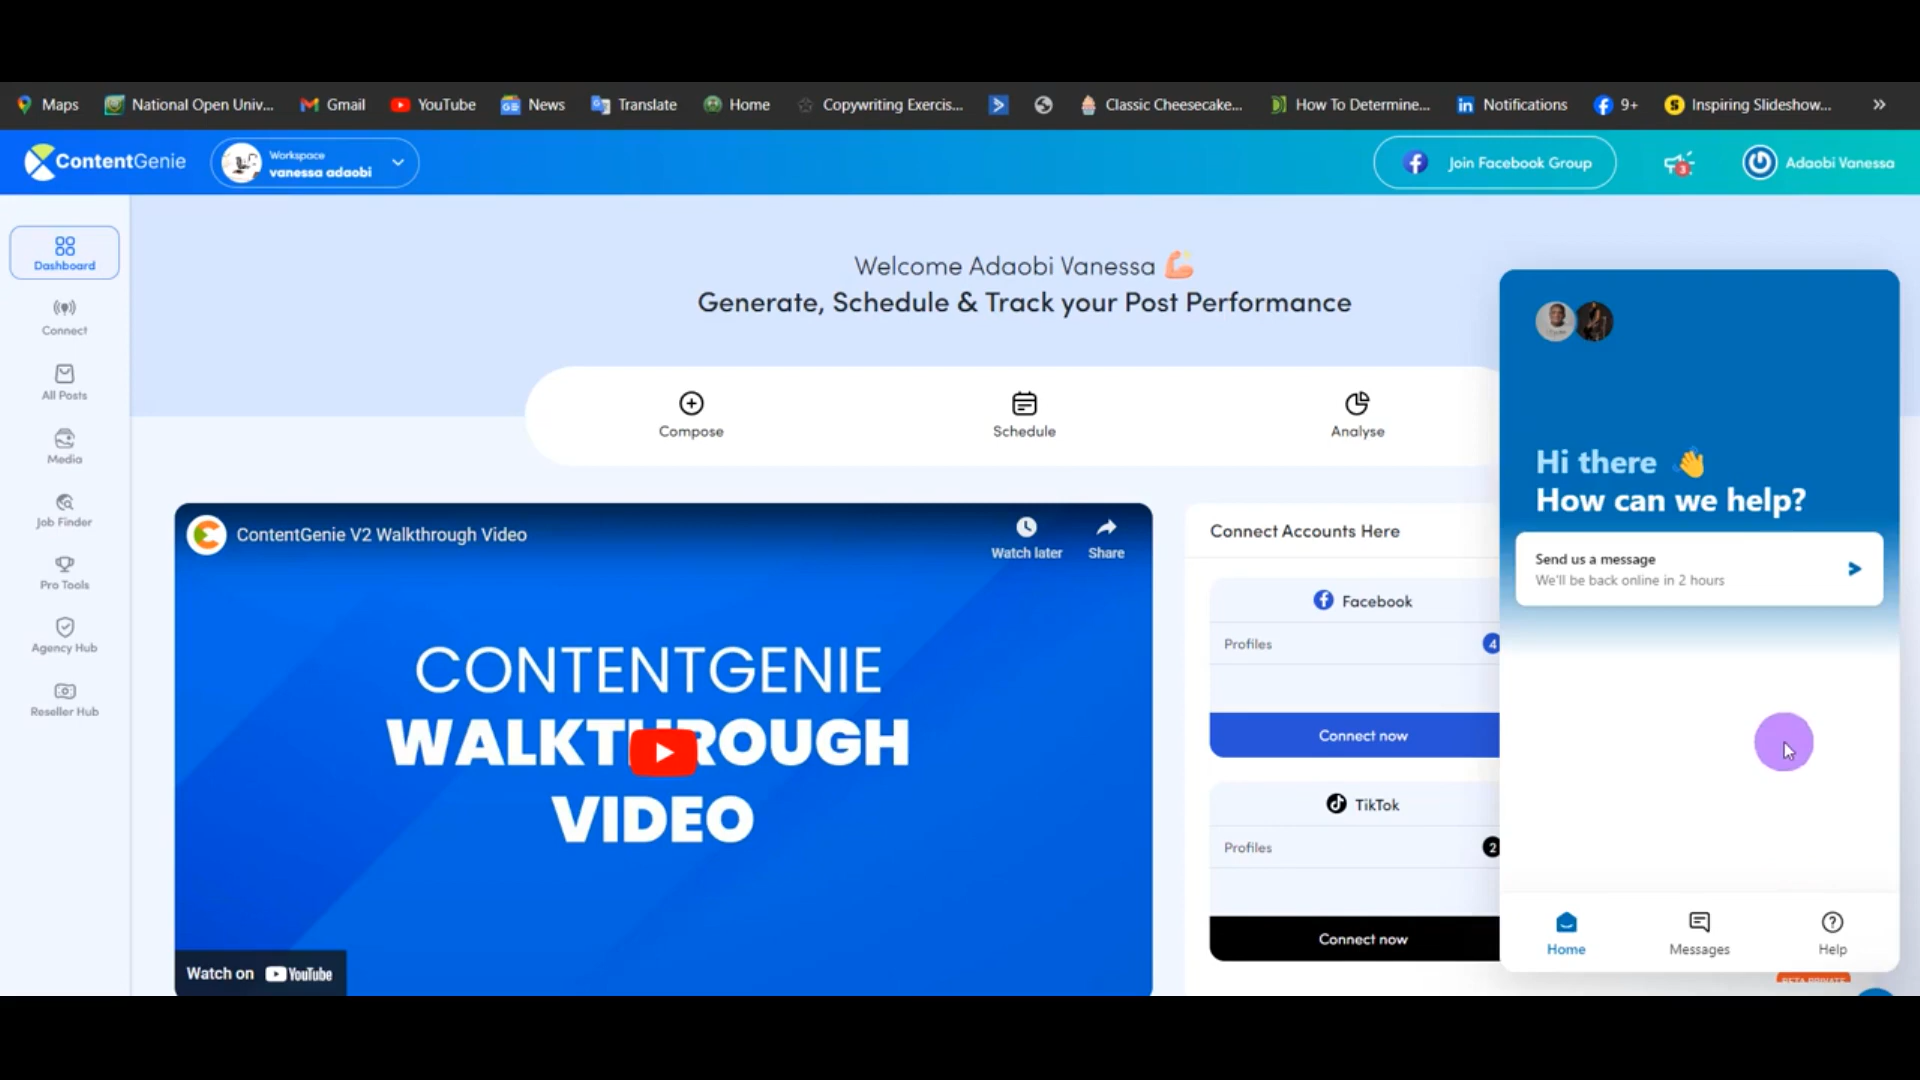 Maps
National Open Univ...
Gmail
YouTube
News
Translate
Home
Copywriting Exercis...
Classic Cheesecake...
How To Determine...
Notifications
9+
Inspiring Slideshow...
ContentGenie
Workspace
vanessa adaobi
Join Facebook Group
3
Adaobi Vanessa
Dashboard
Connect
All Posts
Media
Job Finder
Pro Tools
Agency Hub
Reseller Hub
Welcome Adaobi Vanessa
Generate, Schedule & Track your Post Performance
Compose
Schedule
Analyse
ContentGenie V2 Walkthrough Video
Watch later
Share
CONTENTGENIE
WALKTHROUGH
VIDEO
Watch on YouTube
Connect Accounts Here
Facebook
Profiles
4
Connect now
TikTok
Profiles
2
Connect now
Hi there
How can we help?
Send us a message
We'll be back online in 2 hours
Home
Messages
Help